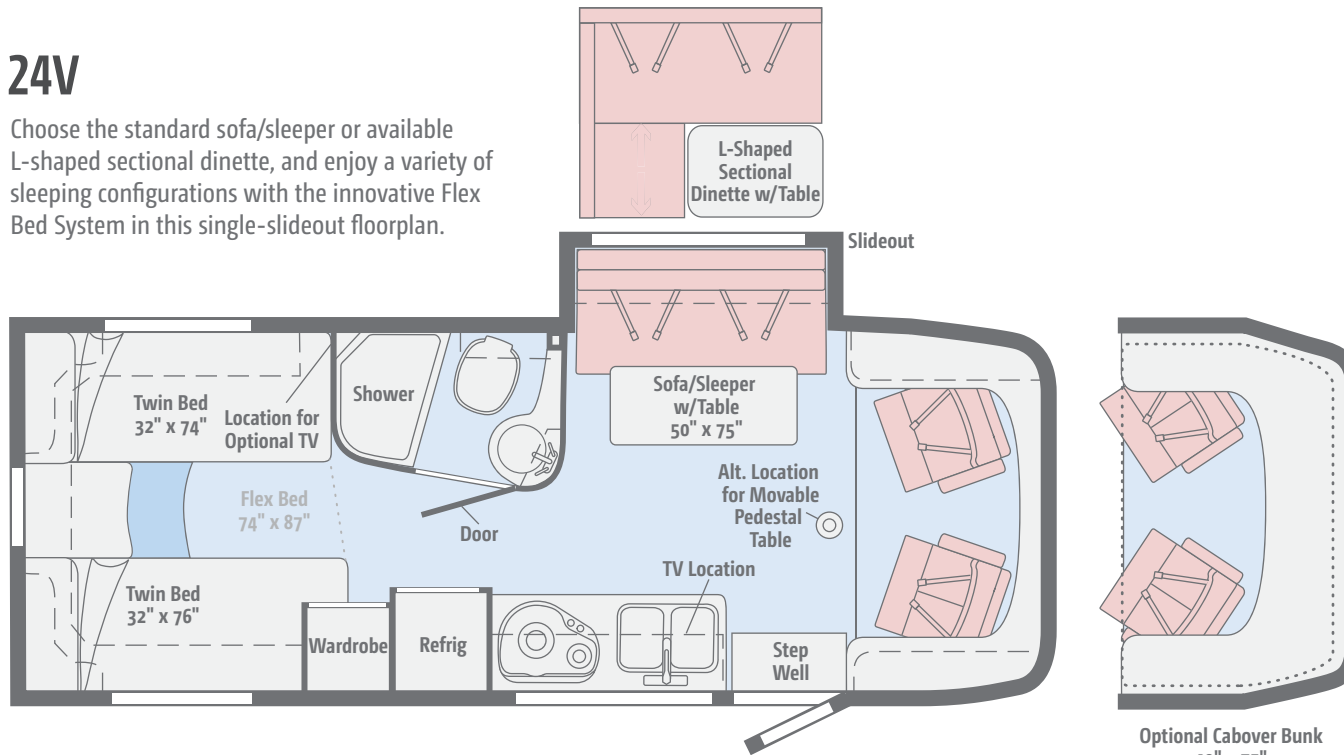 24V
Choose the standard sofa/sleeper or available
L-shaped sectional dinette, and enjoy a variety of
sleeping configurations with the innovative Flex
Bed System in this single-slideout floorplan.
L-Shaped
Sectional
Dinette w/Table
Slideout
Twin Bed
32" x 74"
Location for
Optional TV
Shower
Sofa/Sleeper
w/Table
50" x 75"
Flex Bed
74" x 87"
Door
Alt. Location
for Movable
Pedestal
Table
TV Location
Twin Bed
32" x 76"
Wardrobe
Refrig
Step
Well
Optional Cabover Bunk